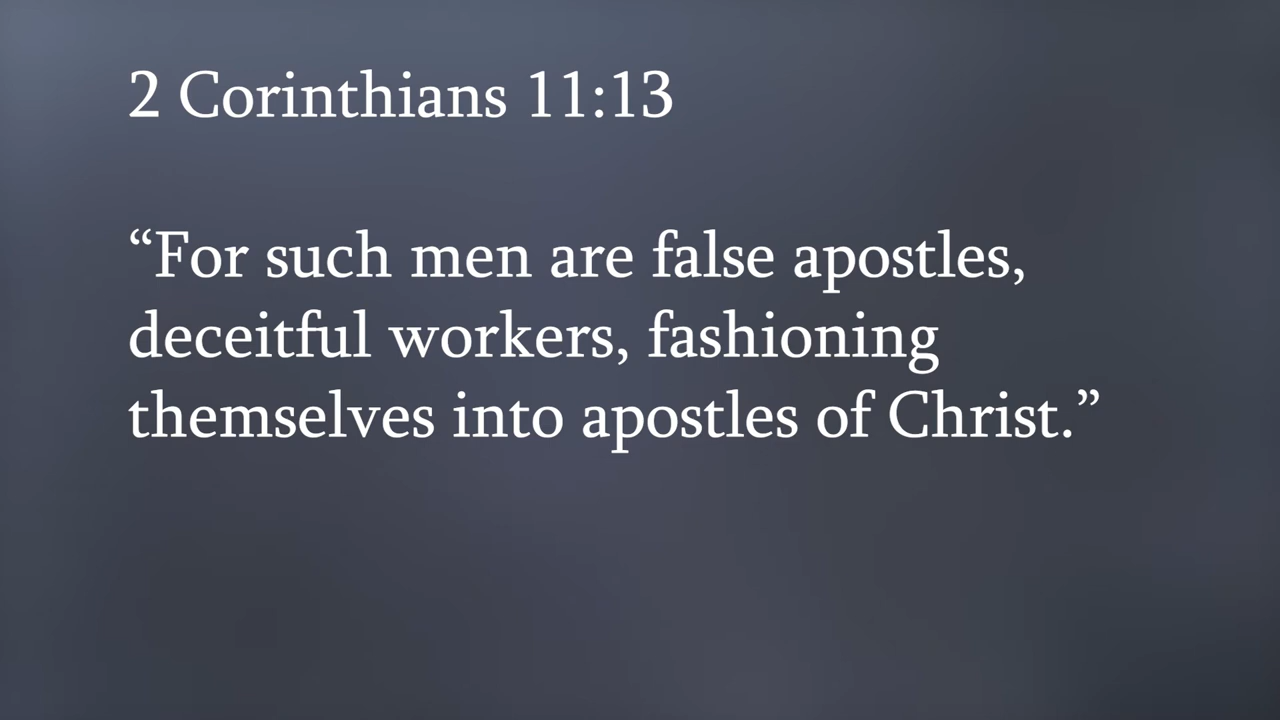 2 Corinthians 11:13
“For such men are false apostles,
deceitful workers, fashioning
themselves into apostles of Christ.”